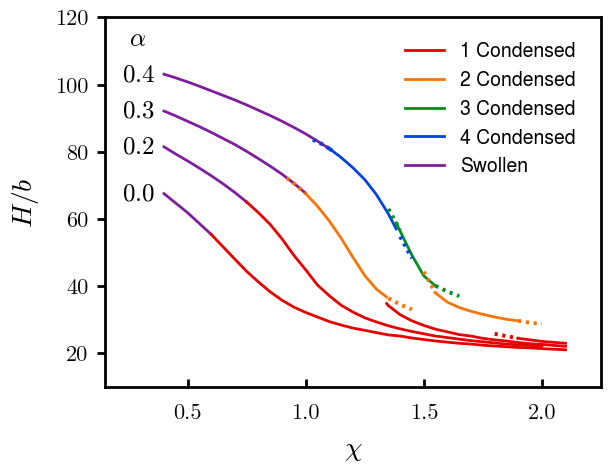 120
100
80
60
40
20
H/b
α
0.4
0.3
0.2
0.0
1 Condensed
2 Condensed
3 Condensed
4 Condensed
Swollen
0.5 1.0 1.5 2.0
χ